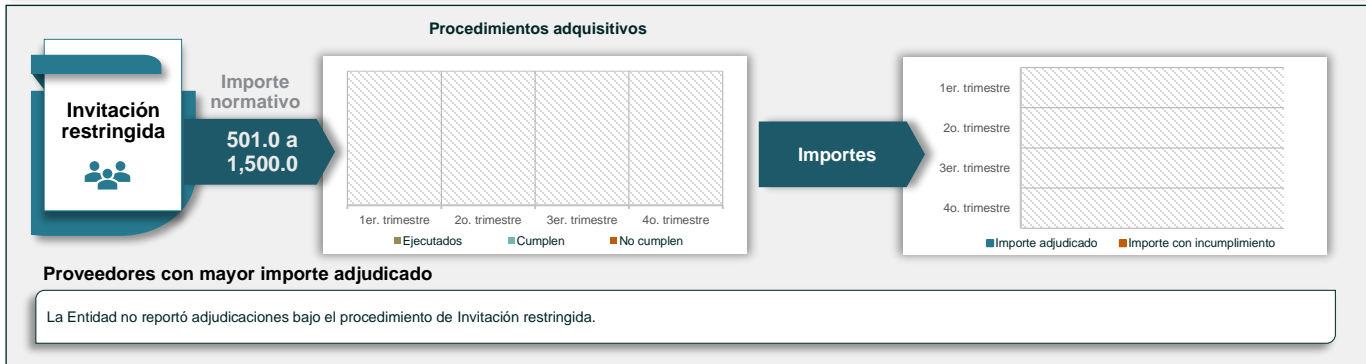 Procedimientos adquisitivos
Invitación
restringida
Importe
normativo
501.0 a
1,500.0
1er. trimestre
2o. trimestre
3er. trimestre
4o. trimestre
Ejecutados
Cumplen
No cumplen
Importes
1er. trimestre
2o. trimestre
3er. trimestre
4o. trimestre
Importe adjudicado
Importe con incumplimiento
Proveedores con mayor importe adjudicado
La Entidad no reportó adjudicaciones bajo el procedimiento de Invitación restringida.